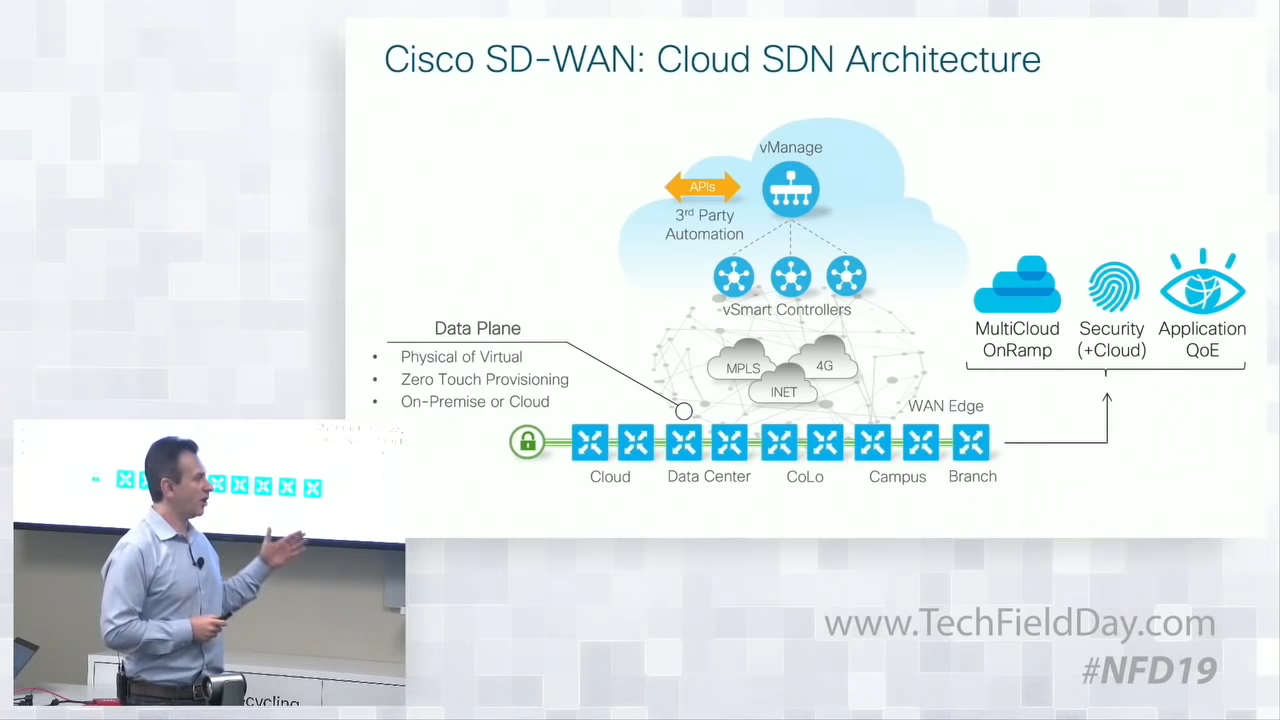 Cisco SD-WAN: Cloud SDN Architecture
vManage
APIs
3rd Party
Automation
vSmart Controllers
MultiCloud
OnRamp
Security
(+Cloud)
Application
QoE
Data Plane
• Physical of Virtual
• Zero Touch Provisioning
• On-Premise or Cloud
MPLS
4G
INET
WAN Edge
Cloud
Data Center
CoLo
Campus
Branch
ecycling
www.TechFieldDay.com
#NFD19